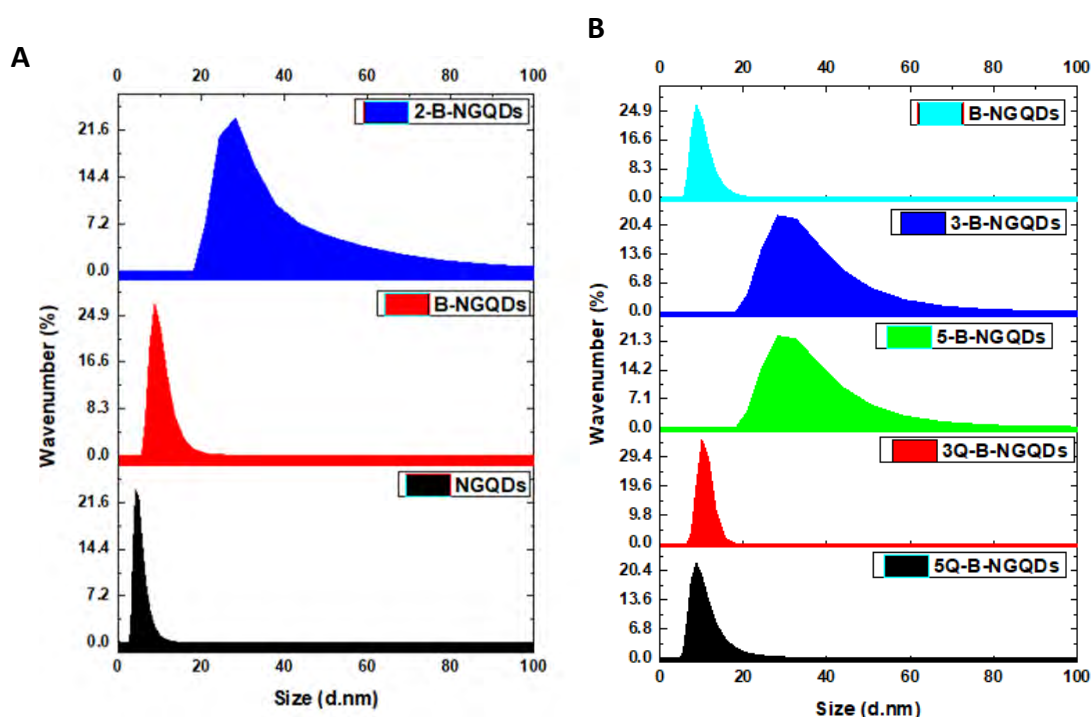 A
0 20 40 60 80 100
2-B-NGQDs
21.6
14.4
7.2
0.0
B-NGQDs
24.9
16.6
8.3
0.0
NGQDs
21.6
14.4
7.2
0.0
Wavenumber (%)
0 20 40 60 80 100
Size (d.nm)
B
0 20 40 60 80 100
B-NGQDs
24.9
16.6
8.3
0.0
3-B-NGQDs
20.4
13.6
6.8
0.0
5-B-NGQDs
21.3
14.2
7.1
0.0
3Q-B-NGQDs
29.4
19.6
9.8
0.0
5Q-B-NGQDs
20.4
13.6
6.8
0.0
Wavenumber (%)
0 20 40 60 80 100
Size (d.nm)